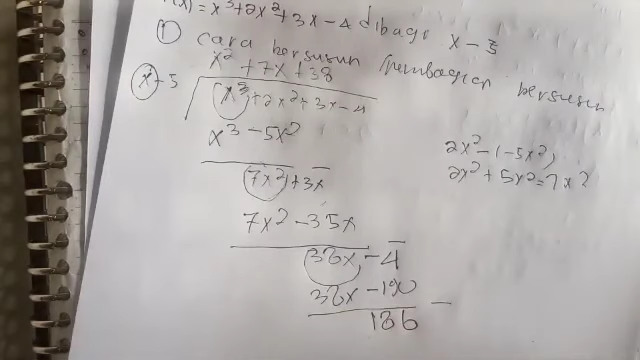 (x) = x³+2x²+3x-4 dibagi x-5
① cara bersusun (pembagian bersusun
x² + 7x + 38
x-5 x³+2x²+3x-4
x³ - 5x²
7x²+3x
7x² - 35x
38x - 4
38x - 190
186
2x² - (-5x²)
2x² + 5x² = 7x²